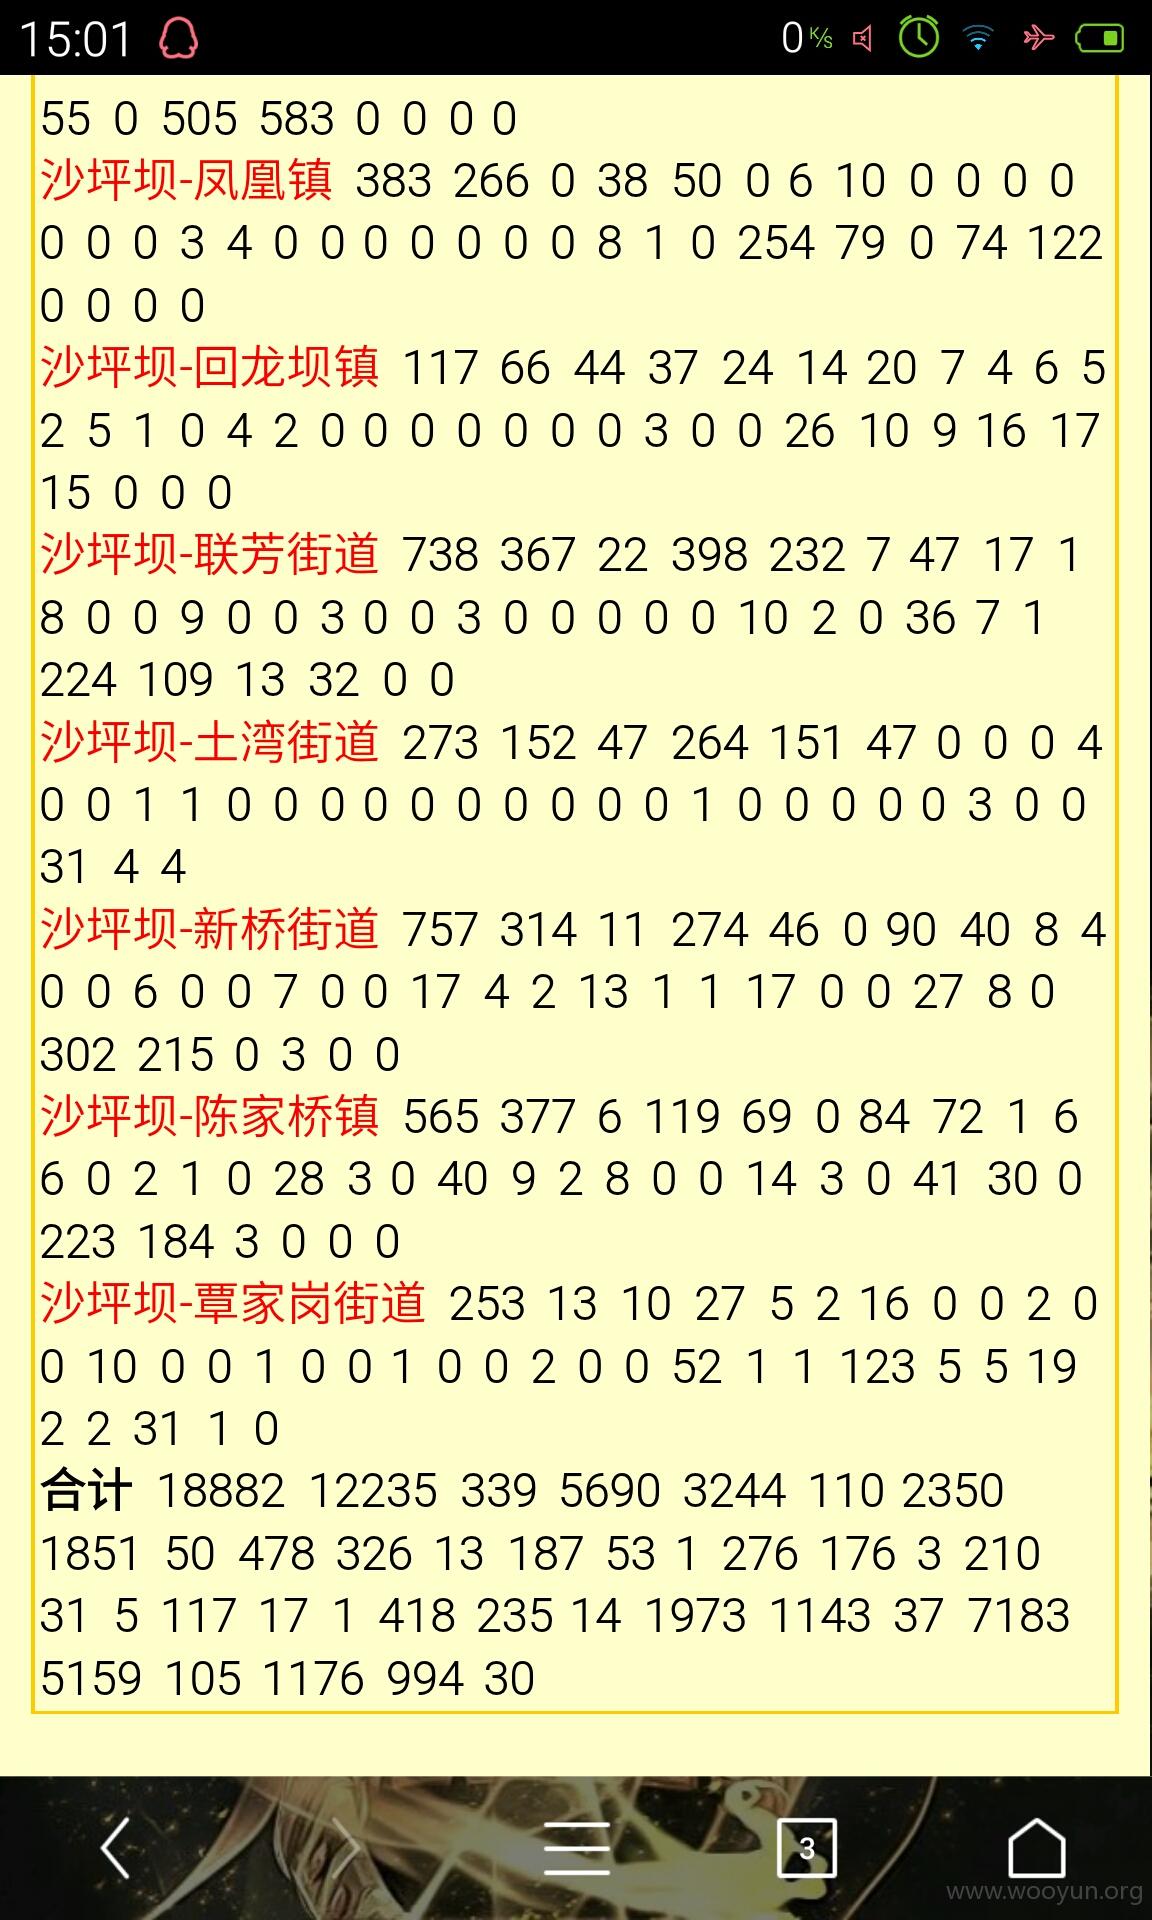 15:01 0 K/s
55 0 505 583 0 0 0 0
沙坪坝-凤凰镇 383 266 0 38 50 0 6 10 0 0 0 0
0 0 0 3 4 0 0 0 0 0 0 0 8 1 0 254 79 0 74 122
0 0 0 0
沙坪坝-回龙坝镇 117 66 44 37 24 14 20 7 4 6 5
2 5 1 0 4 2 0 0 0 0 0 0 0 3 0 0 26 10 9 16 17
15 0 0 0
沙坪坝-联芳街道 738 367 22 398 232 7 47 17 1
8 0 0 9 0 0 3 0 0 3 0 0 0 0 0 10 2 0 36 7 1
224 109 13 32 0 0
沙坪坝-土湾街道 273 152 47 264 151 47 0 0 0 4
0 0 1 1 0 0 0 0 0 0 0 0 0 0 1 0 0 0 0 0 3 0 0
31 4 4
沙坪坝-新桥街道 757 314 11 274 46 0 90 40 8 4
0 0 6 0 0 7 0 0 17 4 2 13 1 1 17 0 0 27 8 0
302 215 0 3 0 0
沙坪坝-陈家桥镇 565 377 6 119 69 0 84 72 1 6
6 0 2 1 0 28 3 0 40 9 2 8 0 0 14 3 0 41 30 0
223 184 3 0 0 0
沙坪坝-覃家岗街道 253 13 10 27 5 2 16 0 0 2 0
0 10 0 0 1 0 0 1 0 0 2 0 0 52 1 1 123 5 5 19
2 2 31 1 0
合计 18882 12235 339 5690 3244 110 2350
1851 50 478 326 13 187 53 1 276 176 3 210
31 5 117 17 1 418 235 14 1973 1143 37 7183
5159 105 1176 994 30
3
www.wooyun.org